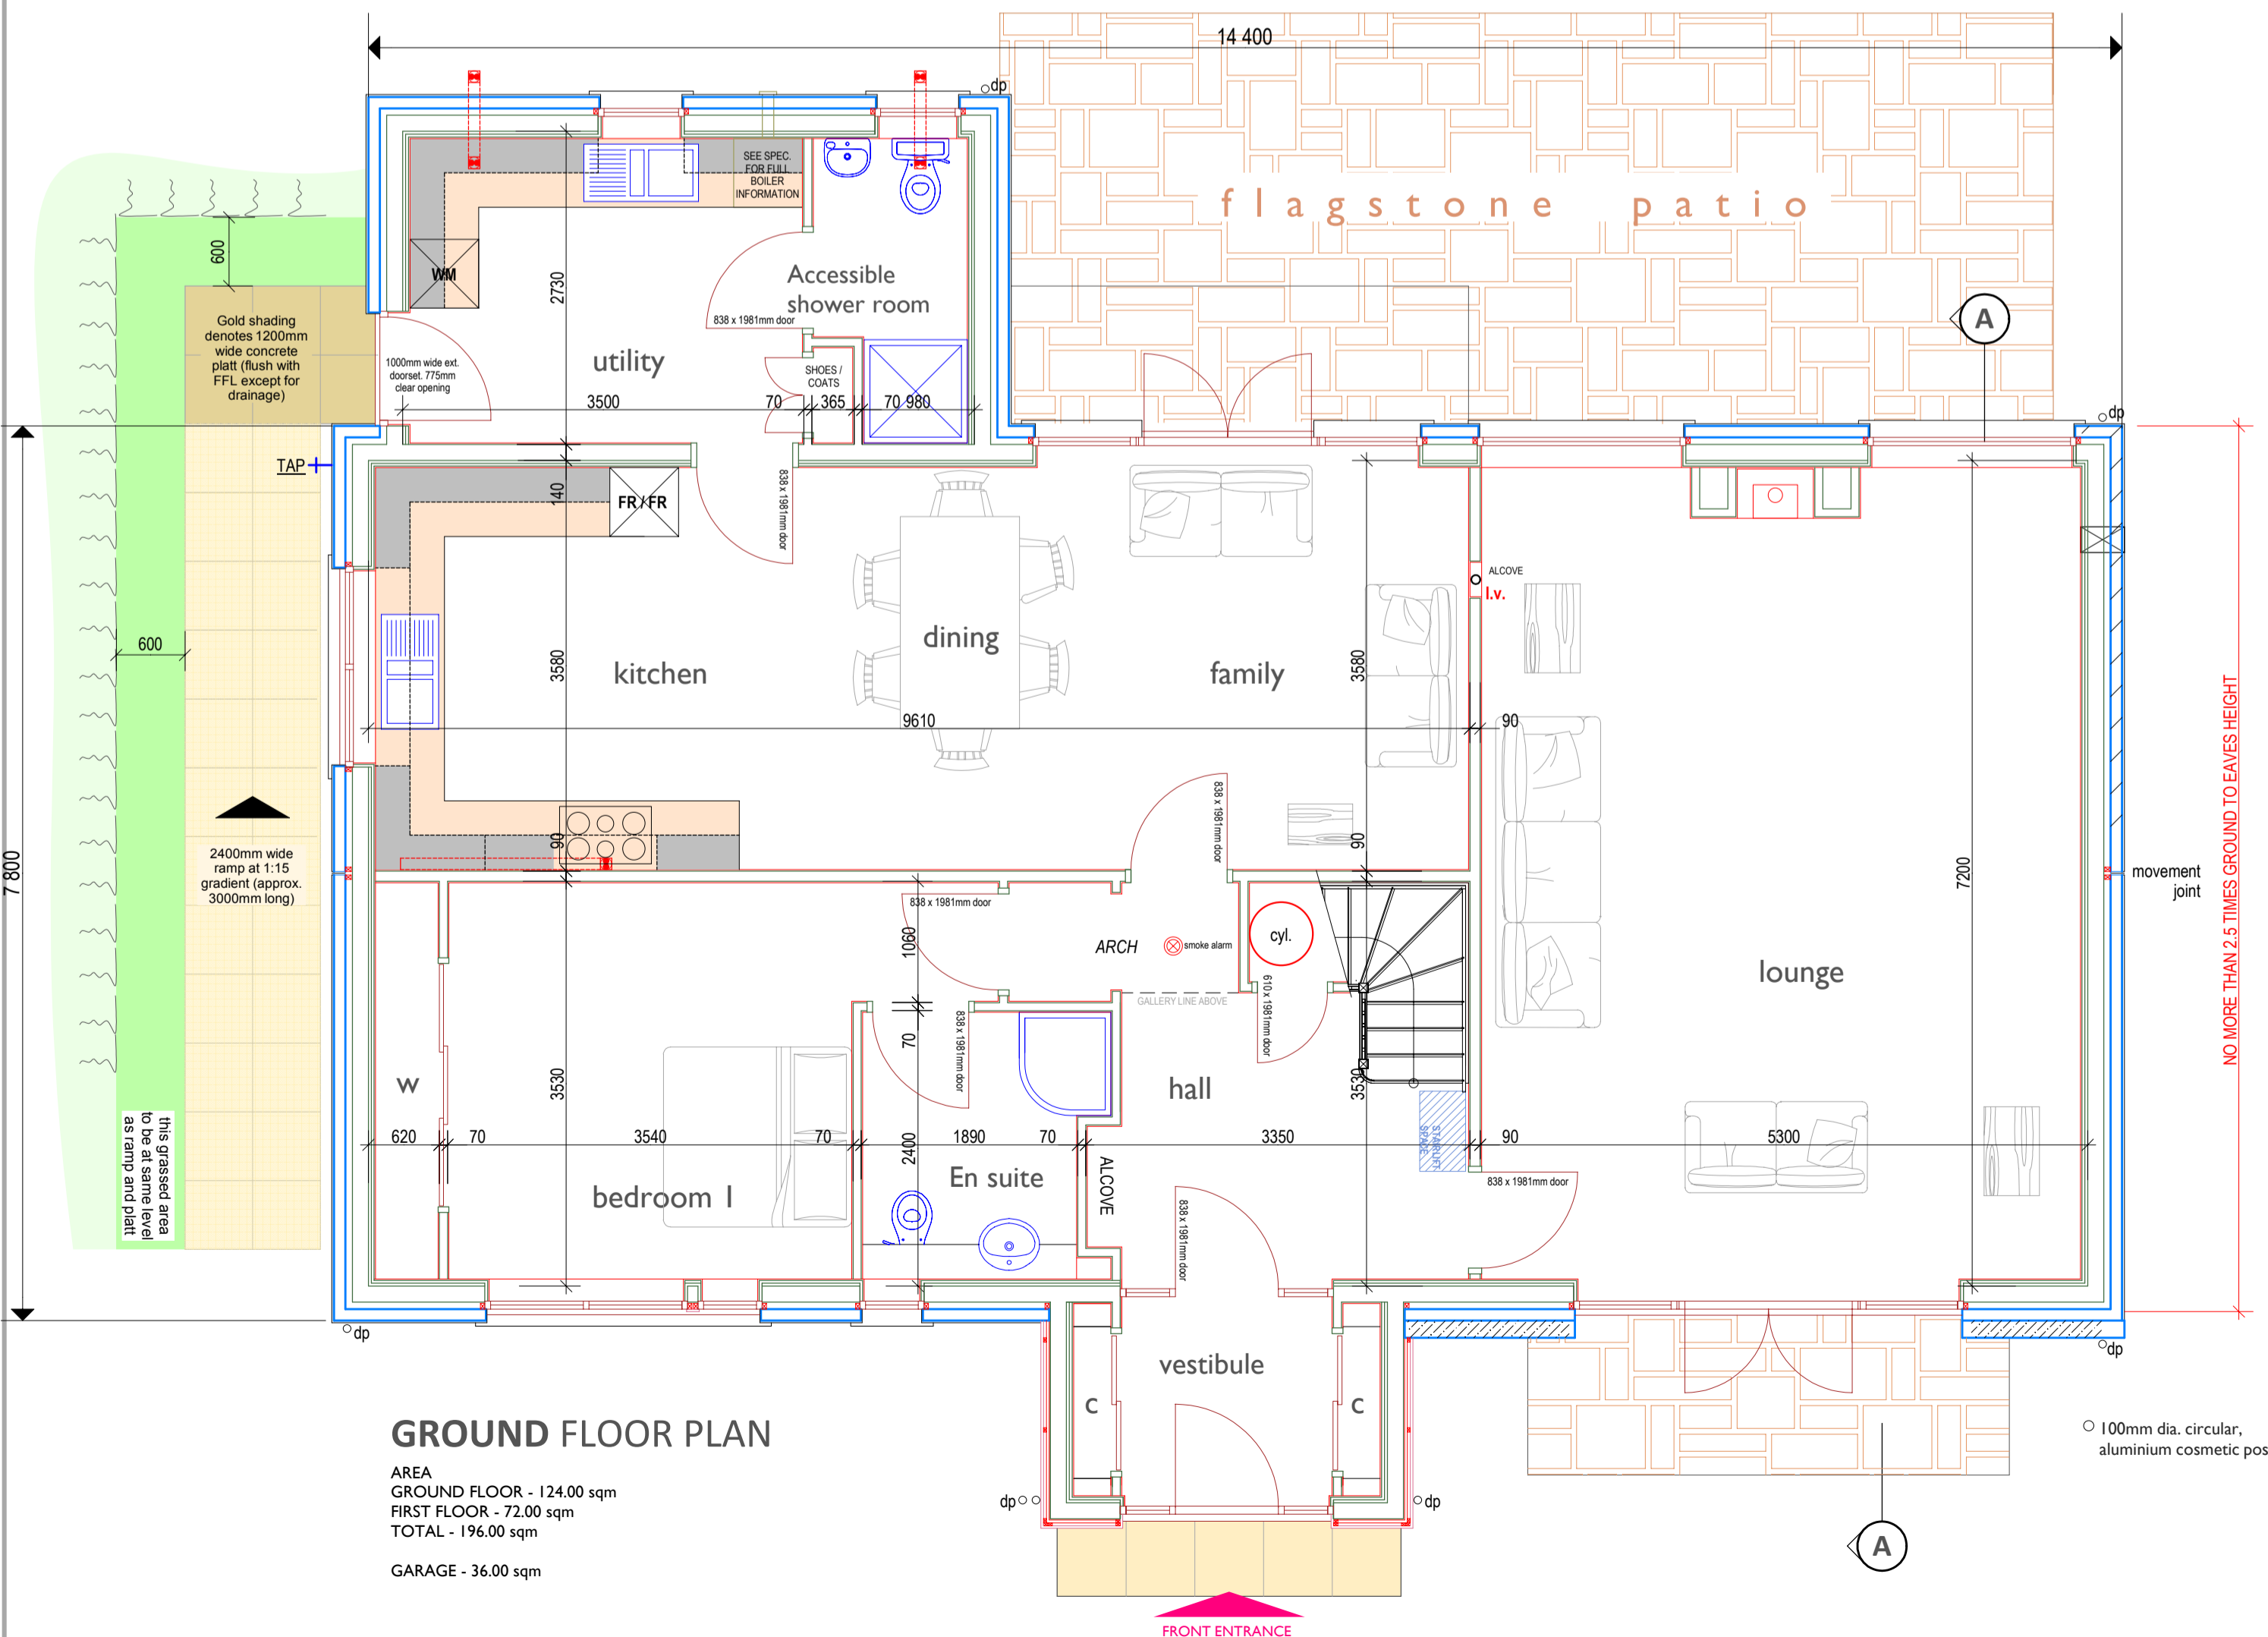 14 400
dp
SEE SPEC.
FOR FULL
BOILER
INFORMATION
flagstone patio
600
WM
2730
Accessible
shower room
838 x 1981mm door
A
Gold shading
denotes 1200mm
wide concrete
platt (flush with
FFL except for
drainage)
1000mm wide ext.
doorset. 775mm
clear opening
utility
SHOES /
COATS
3500
70
365
70
980
dp
TAP
140
FR / FR
838 x 1981mm door
ALCOVE
l.v.
600
kitchen
3580
dining
family
3580
9610
90
NO MORE THAN 2.5 TIMES GROUND TO EAVES HEIGHT
7 800
90
838 x 1981mm door
90
2400mm wide
ramp at 1:15
gradient (approx.
3000mm long)
7200
movement
joint
838 x 1981mm door
1060
ARCH
smoke alarm
cyl.
lounge
GALLERY LINE ABOVE
610 x 1981mm door
70
838 x 1981mm door
w
3530
hall
3530
this grassed area
to be at same level
as ramp and platt
620
70
3540
70
2400
1890
70
3350
STAIRLIFT
SPACE
90
5300
ALCOVE
En suite
838 x 1981mm door
bedroom 1
838 x 1981mm door
dp
vestibule
dp
C
C
GROUND FLOOR PLAN
100mm dia. circular,
aluminium cosmetic pos
AREA
GROUND FLOOR - 124.00 sqm
FIRST FLOOR - 72.00 sqm
TOTAL - 196.00 sqm
dp
dp
A
GARAGE - 36.00 sqm
FRONT ENTRANCE